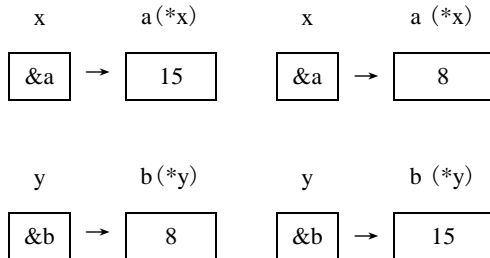 x a (*x) x a (*x)
&a → 15 &a → 8
y b (*y) y b (*y)
&b → 8 &b → 15